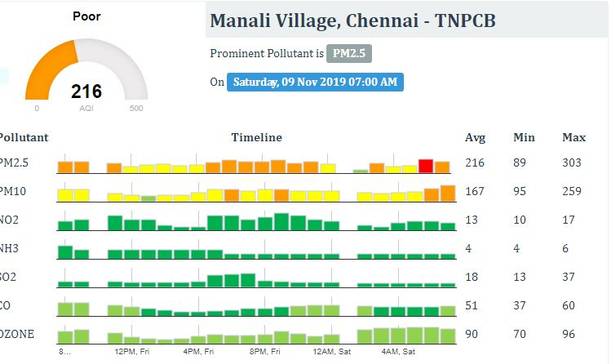 Poor
Manali Village, Chennai - TNPCB
Prominent Pollutant is PM2.5
216
On Saturday, 09 Nov 2019 07:00 AM
0 AQI 500
Pollutant Timeline Avg Min Max
PM2.5 216 89 303
PM10 167 95 259
NO2 13 10 17
NH3 4 4 6
SO2 18 13 37
CO 51 37 60
OZONE 90 70 96
8... 12PM, Fri 4PM, Fri 8PM, Fri 12AM, Sat 4AM, Sat